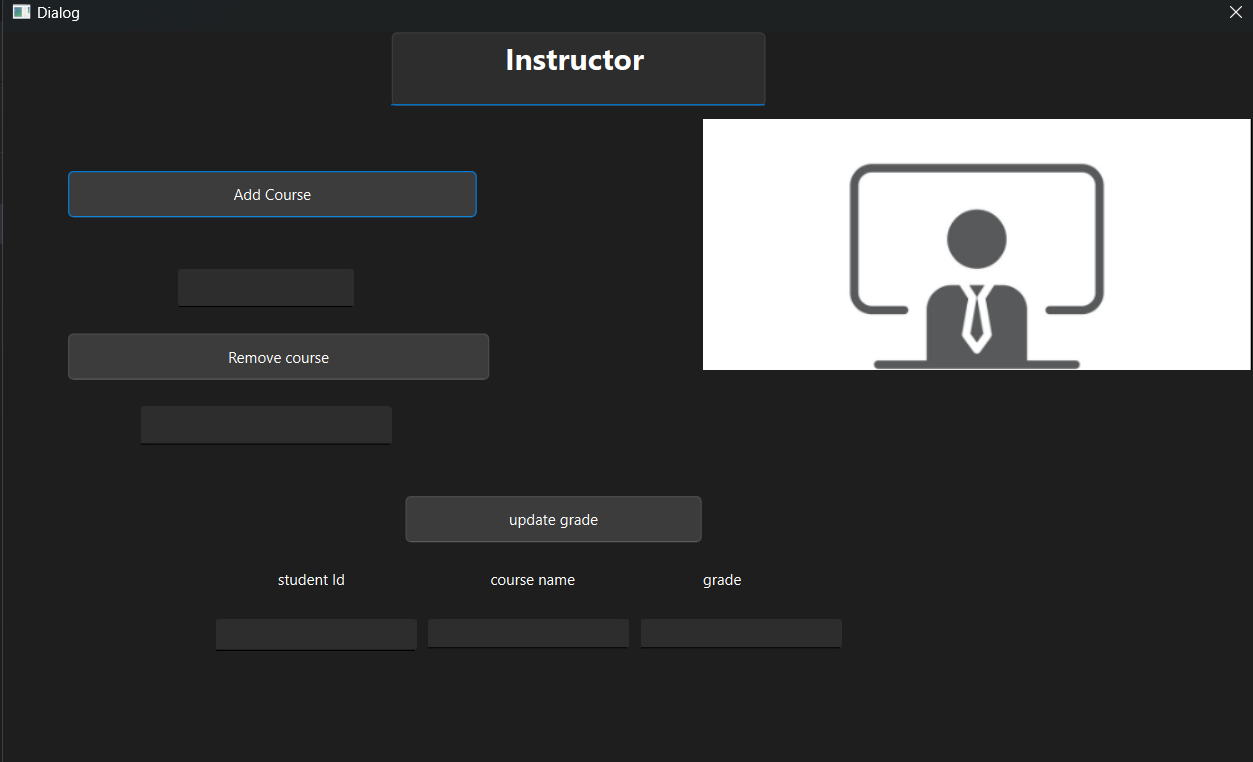 Dialog
Instructor
Add Course
Remove course
update grade
student Id
course name
grade